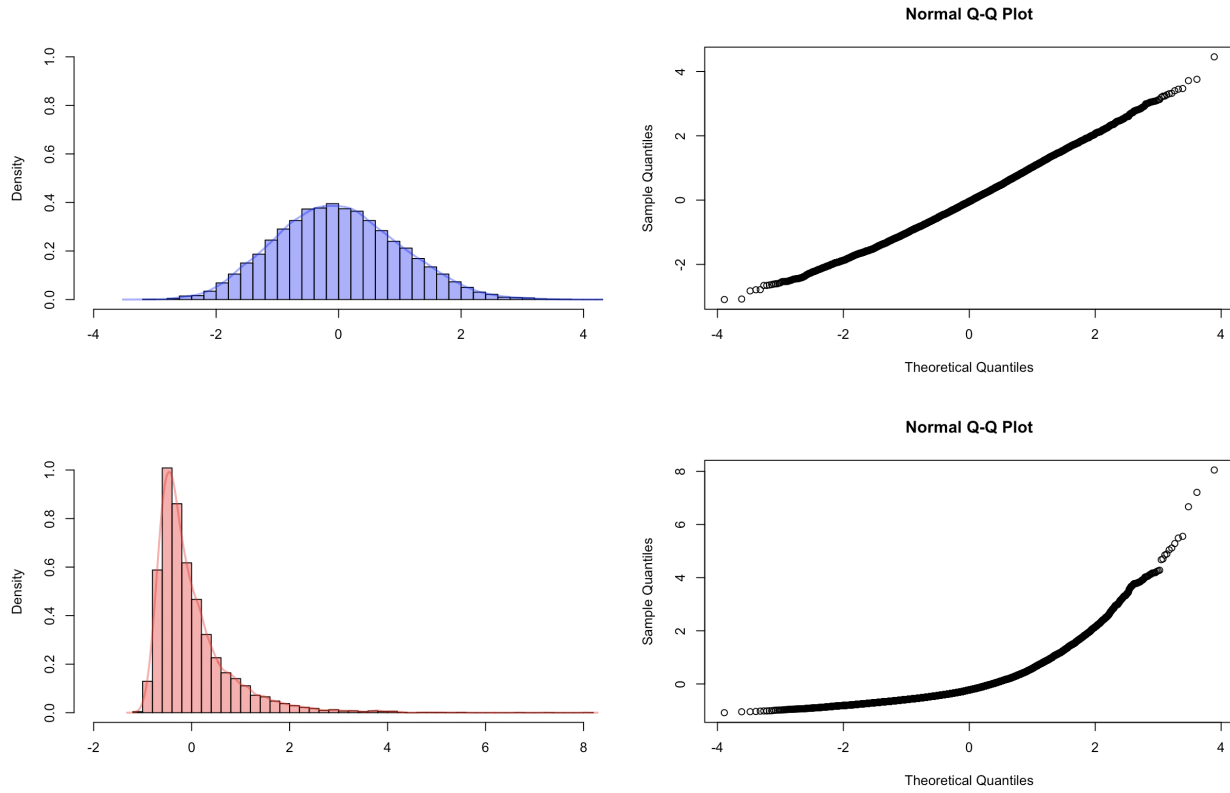 Density
0.0 0.2 0.4 0.6 0.8 1.0
-4 -2 0 2 4
Normal Q-Q Plot
Sample Quantiles
-2 0 2 4
-4 -2 0 2 4
Theoretical Quantiles
Density
0.0 0.2 0.4 0.6 0.8 1.0
-2 0 2 4 6 8
Normal Q-Q Plot
Sample Quantiles
0 2 4 6 8
-4 -2 0 2 4
Theoretical Quantiles